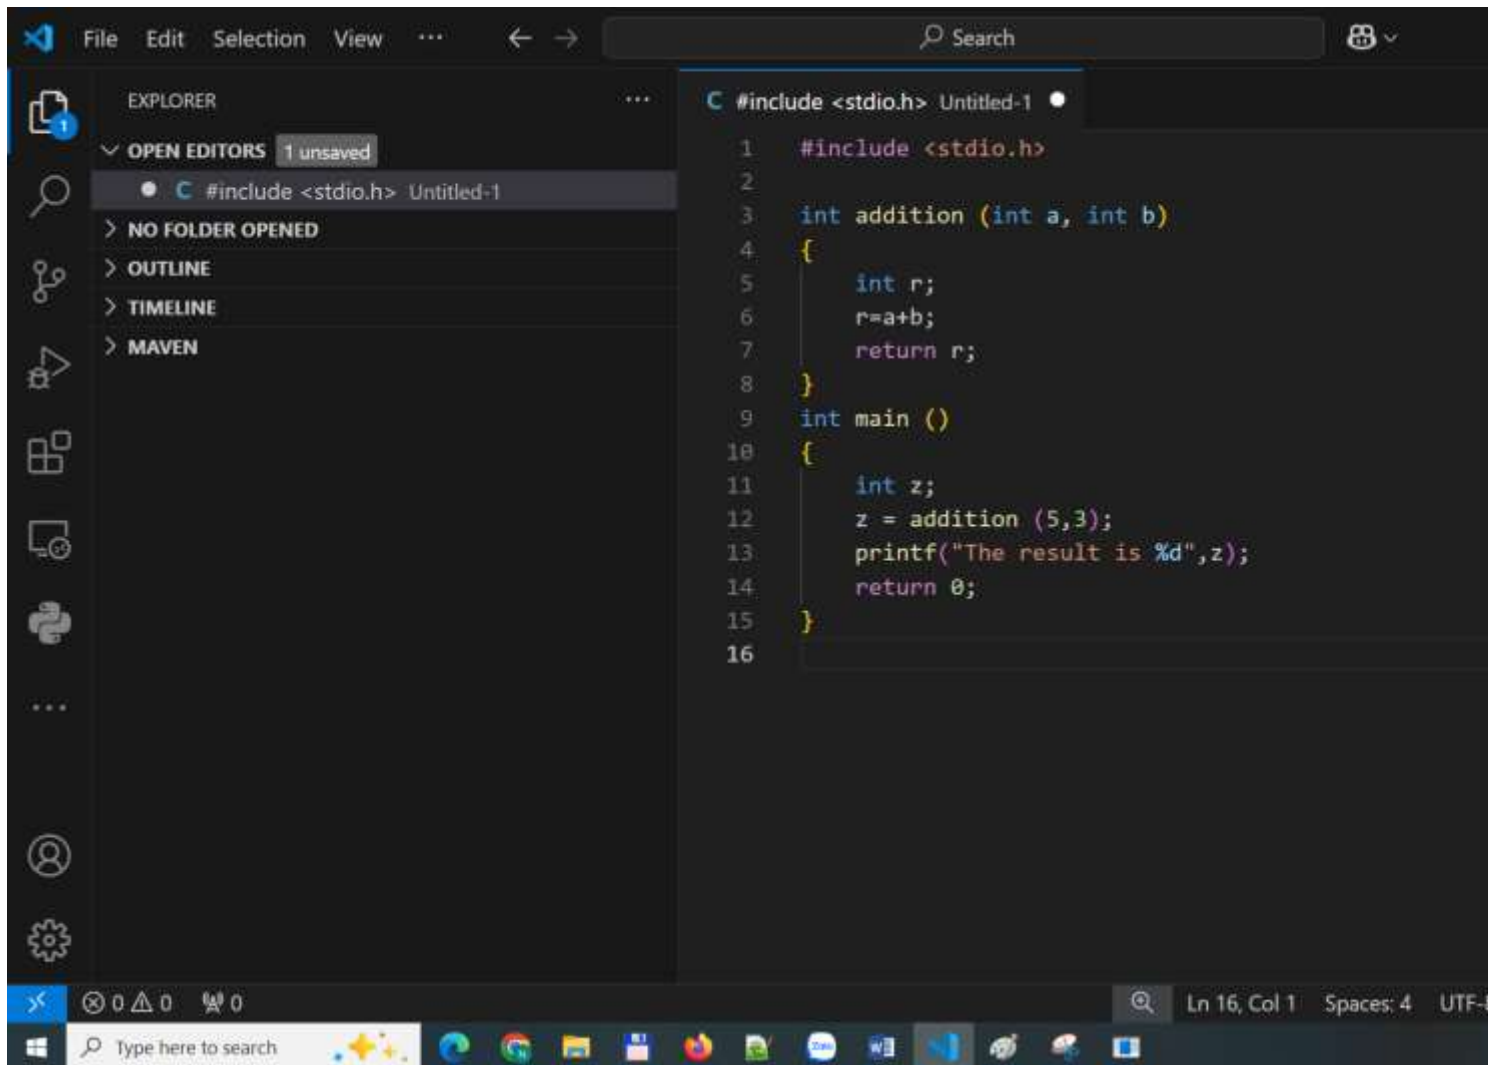 File Edit Selection View ··· Search
EXPLORER ···
OPEN EDITORS 1 unsaved
C #include <stdio.h> Untitled-1
NO FOLDER OPENED
OUTLINE
TIMELINE
MAVEN
C #include <stdio.h> Untitled-1
1 #include <stdio.h>
2
3 int addition (int a, int b)
4 {
5 int r;
6 r=a+b;
7 return r;
8 }
9 int main ()
10 {
11 int z;
12 z = addition (5,3);
13 printf("The result is %d",z);
14 return 0;
15 }
16
0 0 0 Ln 16, Col 1 Spaces: 4 UTF-
Type here to search